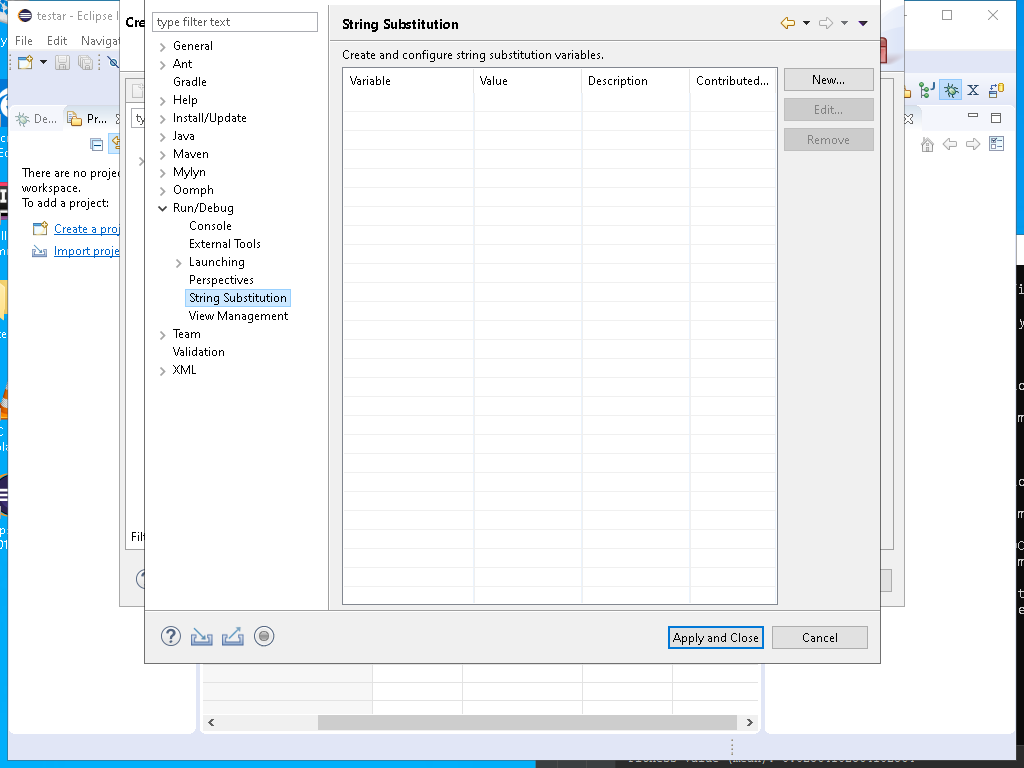 testar - Eclipse I
File Edit Navigat
De... Pr...
There are no projec
workspace.
To add a project:
Create a proj
Import proje
Cre
ty
Filt
type filter text
General
Ant
Gradle
Help
Install/Update
Java
Maven
Mylyn
Oomph
Run/Debug
Console
External Tools
Launching
Perspectives
String Substitution
View Management
Team
Validation
XML
String Substitution
Create and configure string substitution variables.
Variable Value Description Contributed...
New...
Edit...
Remove
Apply and Close Cancel